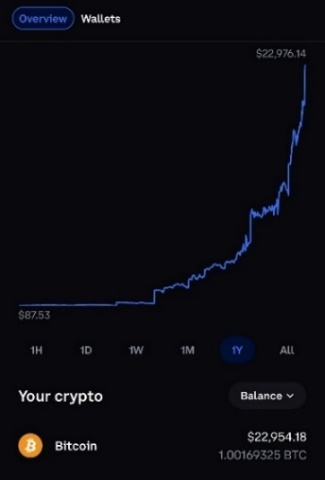 Overview Wallets
$22,976.14
$87.53
1H 1D 1W 1M 1Y All
Your crypto Balance
Bitcoin $22,954.18
1.00169325 BTC